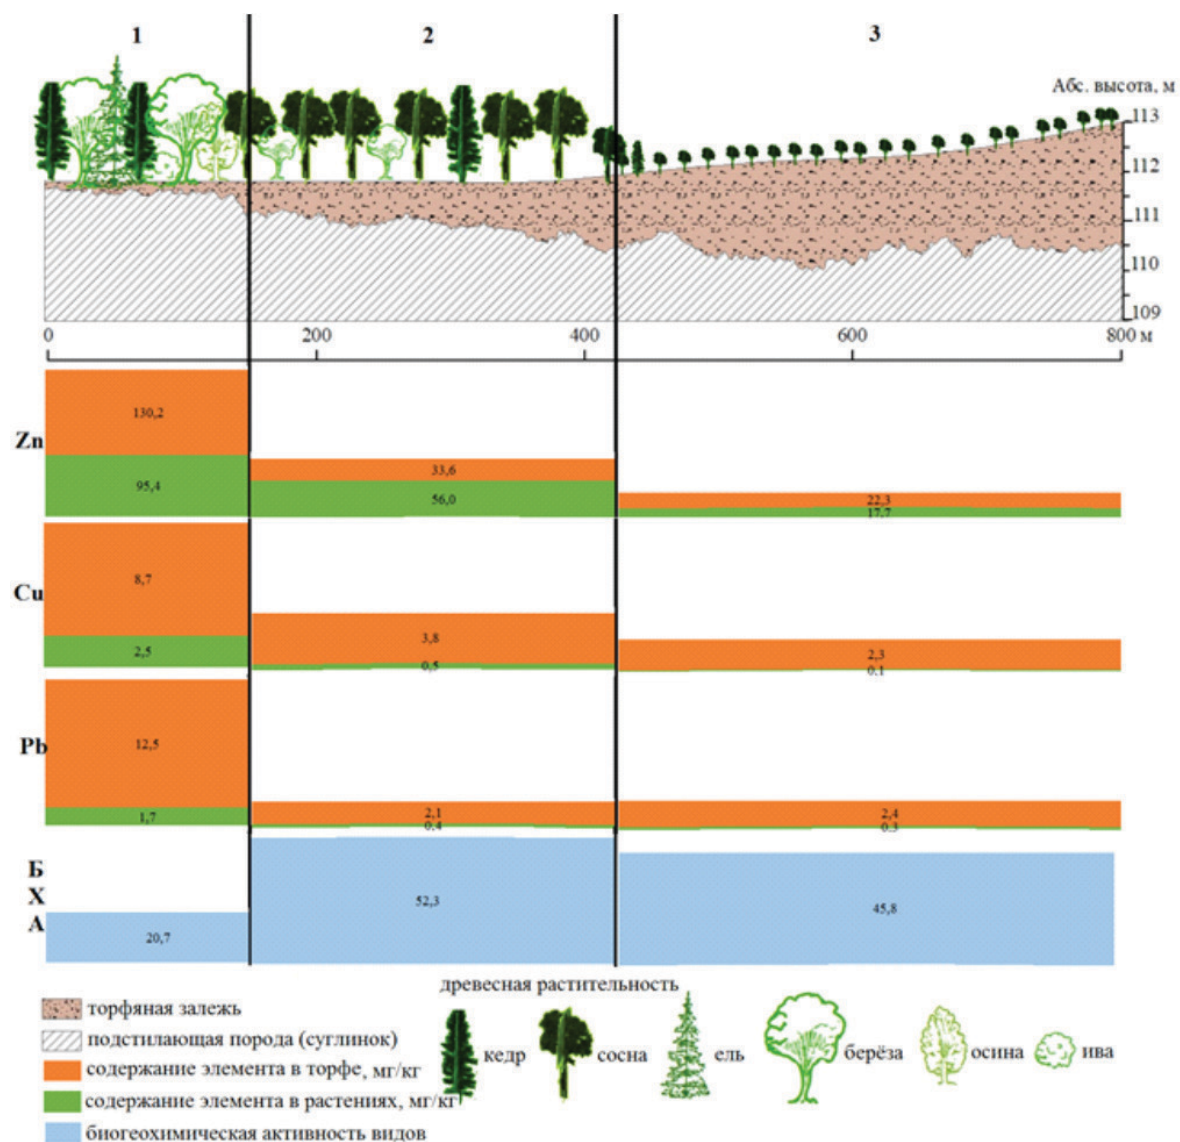 1 2 3
Абс. высота, м
113
112
111
110
109
0 200 400 600 800 м
130,2
Zn
33,6
95,4
56,0
22,3
17,7
8,7
Cu
3,8
2,5
0,5
2,3
0,1
12,5
Pb
1,7
2,1
0,4
2,4
0,3
Б
Х
А
52,3
45,8
20,7
древесная растительность
торфяная залежь
подстилающая порода (суглинок)
содержание элемента в торфе, мг/кг
содержание элемента в растениях, мг/кг
биогеохимическая активность видов
кедр сосна ель берёза осина ива